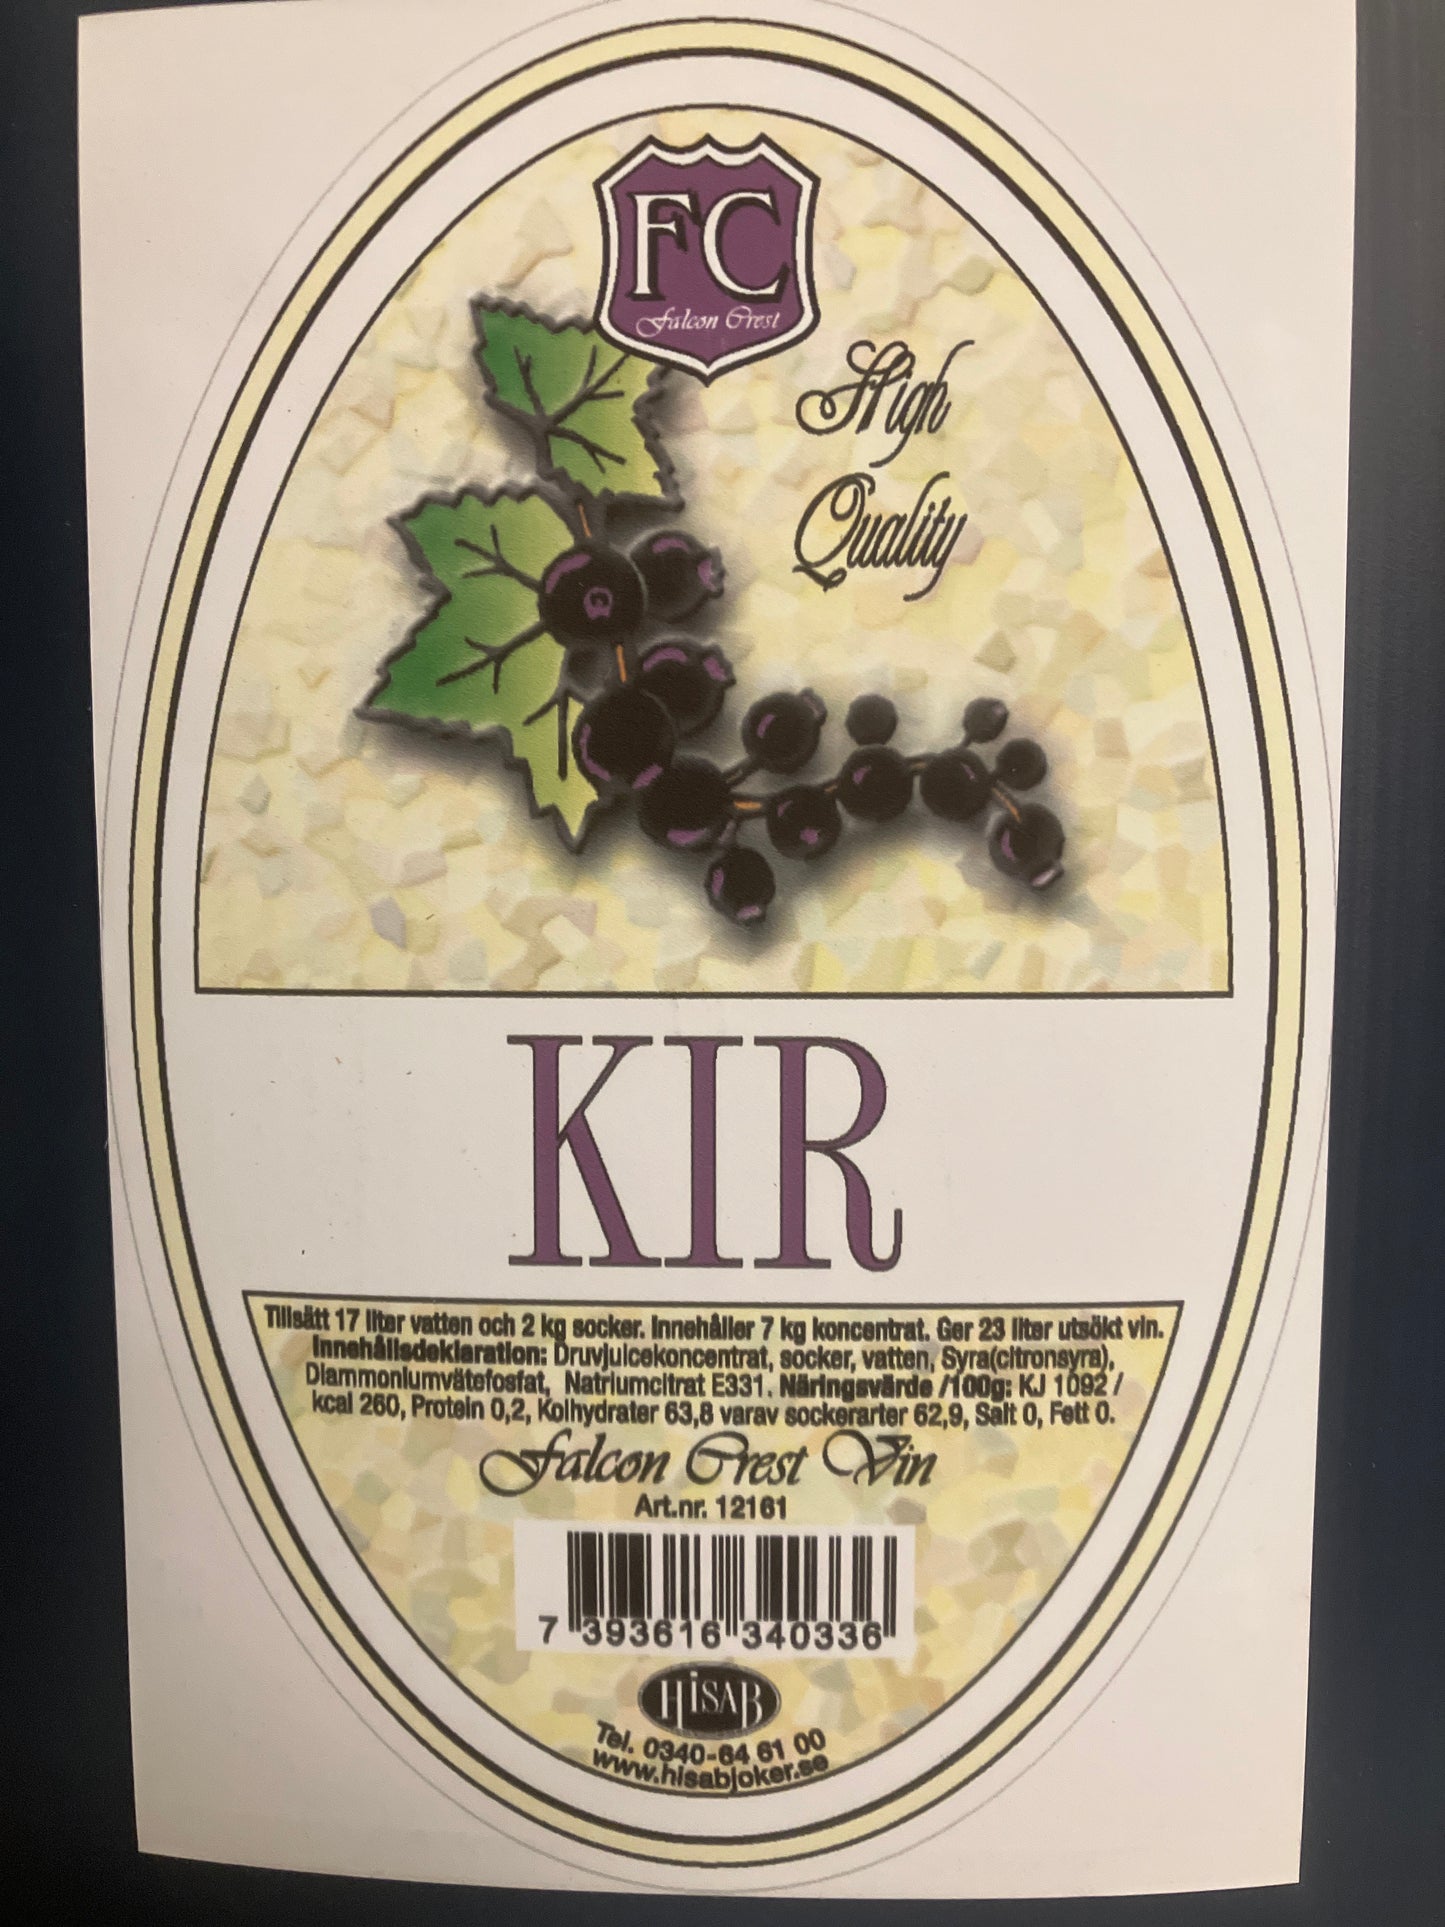 FC
Falcon Crest
High
Quality
KIR
Tillsätt 17 liter vatten och 2 kg socker. Innehåller 7 kg koncentrat. Ger 23 liter utsökt vin.
Innehållsdeklaration: Druvjuicekoncentrat, socker, vatten, Syra(citronsyra),
Diammoniumvätefosfat, Natriumcitrat E331. Näringsvärde /100g: KJ 1092 /
kcal 260, Protein 0,2, Kolhydrater 63,8 varav sockerarter 62,9, Salt 0, Fett 0.
Falcon Crest Vin
Art.nr. 12161
7 393616 340336
HiSAB
Tel. 0340-64 61 00
www.hisabjoker.se